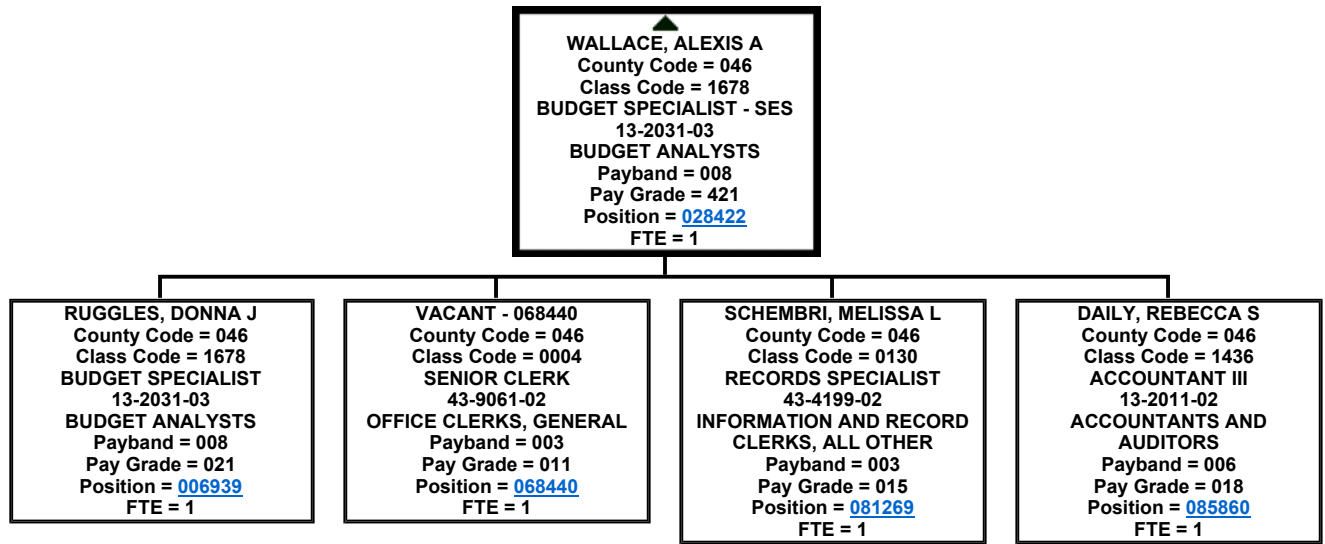 WALLACE, ALEXIS A
County Code = 046
Class Code = 1678
BUDGET SPECIALIST - SES
13-2031-03
BUDGET ANALYSTS
Payband = 008
Pay Grade = 421
Position = 028422
FTE = 1
RUGGLES, DONNA J
County Code = 046
Class Code = 1678
BUDGET SPECIALIST
13-2031-03
BUDGET ANALYSTS
Payband = 008
Pay Grade = 021
Position = 006939
FTE = 1
VACANT - 068440
County Code = 046
Class Code = 0004
SENIOR CLERK
43-9061-02
OFFICE CLERKS, GENERAL
Payband = 003
Pay Grade = 011
Position = 068440
FTE = 1
SCHEMBRI, MELISSA L
County Code = 046
Class Code = 0130
RECORDS SPECIALIST
43-4199-02
INFORMATION AND RECORD
CLERKS, ALL OTHER
Payband = 003
Pay Grade = 015
Position = 081269
FTE = 1
DAILY, REBECCA S
County Code = 046
Class Code = 1436
ACCOUNTANT III
13-2011-02
ACCOUNTANTS AND
AUDITORS
Payband = 006
Pay Grade = 018
Position = 085860
FTE = 1